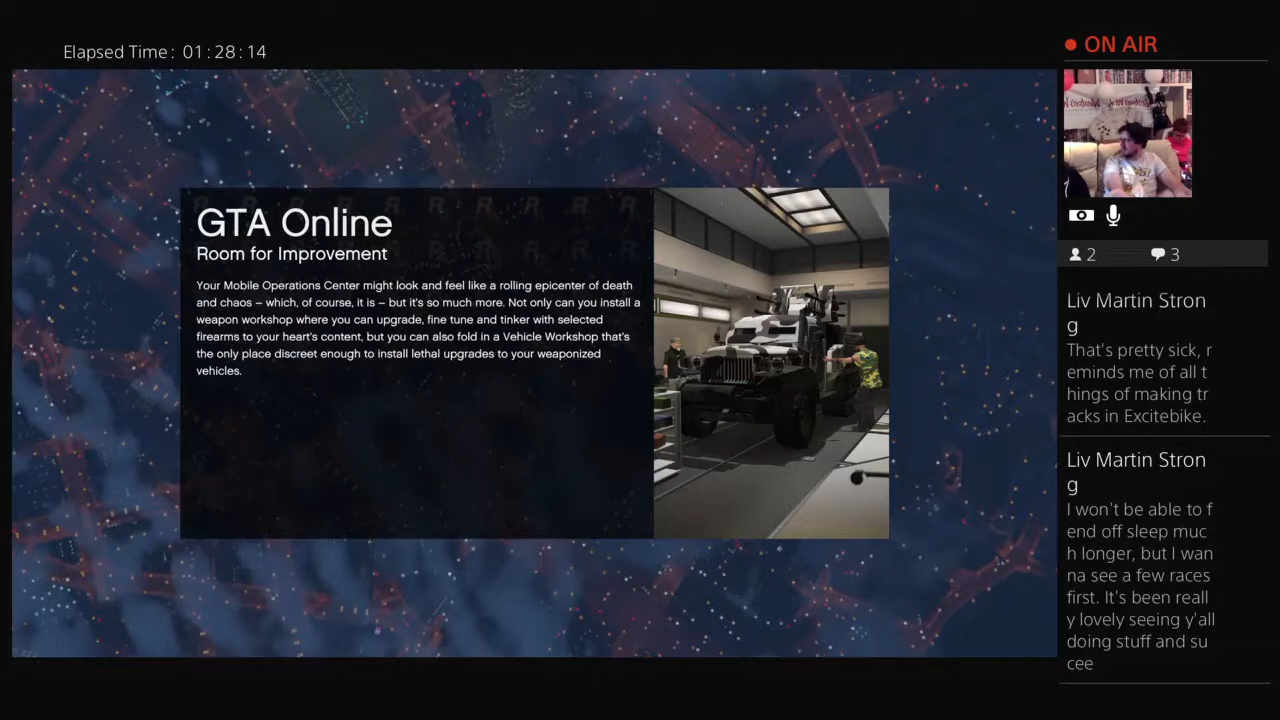 Elapsed Time: 01:28:14
ON AIR
GTA Online
Room for Improvement
Your Mobile Operations Center might look and feel like a rolling epicenter of death
and chaos – which, of course, it is – but it's so much more. Not only can you install a
weapon workshop where you can upgrade, fine tune and tinker with selected
firearms to your heart's content, but you can also fold in a Vehicle Workshop that's
the only place discreet enough to install lethal upgrades to your weaponized
vehicles.
2
3
Liv Martin Stron
g
That's pretty sick, r
eminds me of all t
hings of making tr
acks in Excitebike.
Liv Martin Stron
g
I won't be able to f
end off sleep muc
h longer, but I wan
na see a few races
first. It's been reall
y lovely seeing y'all
doing stuff and su
cee